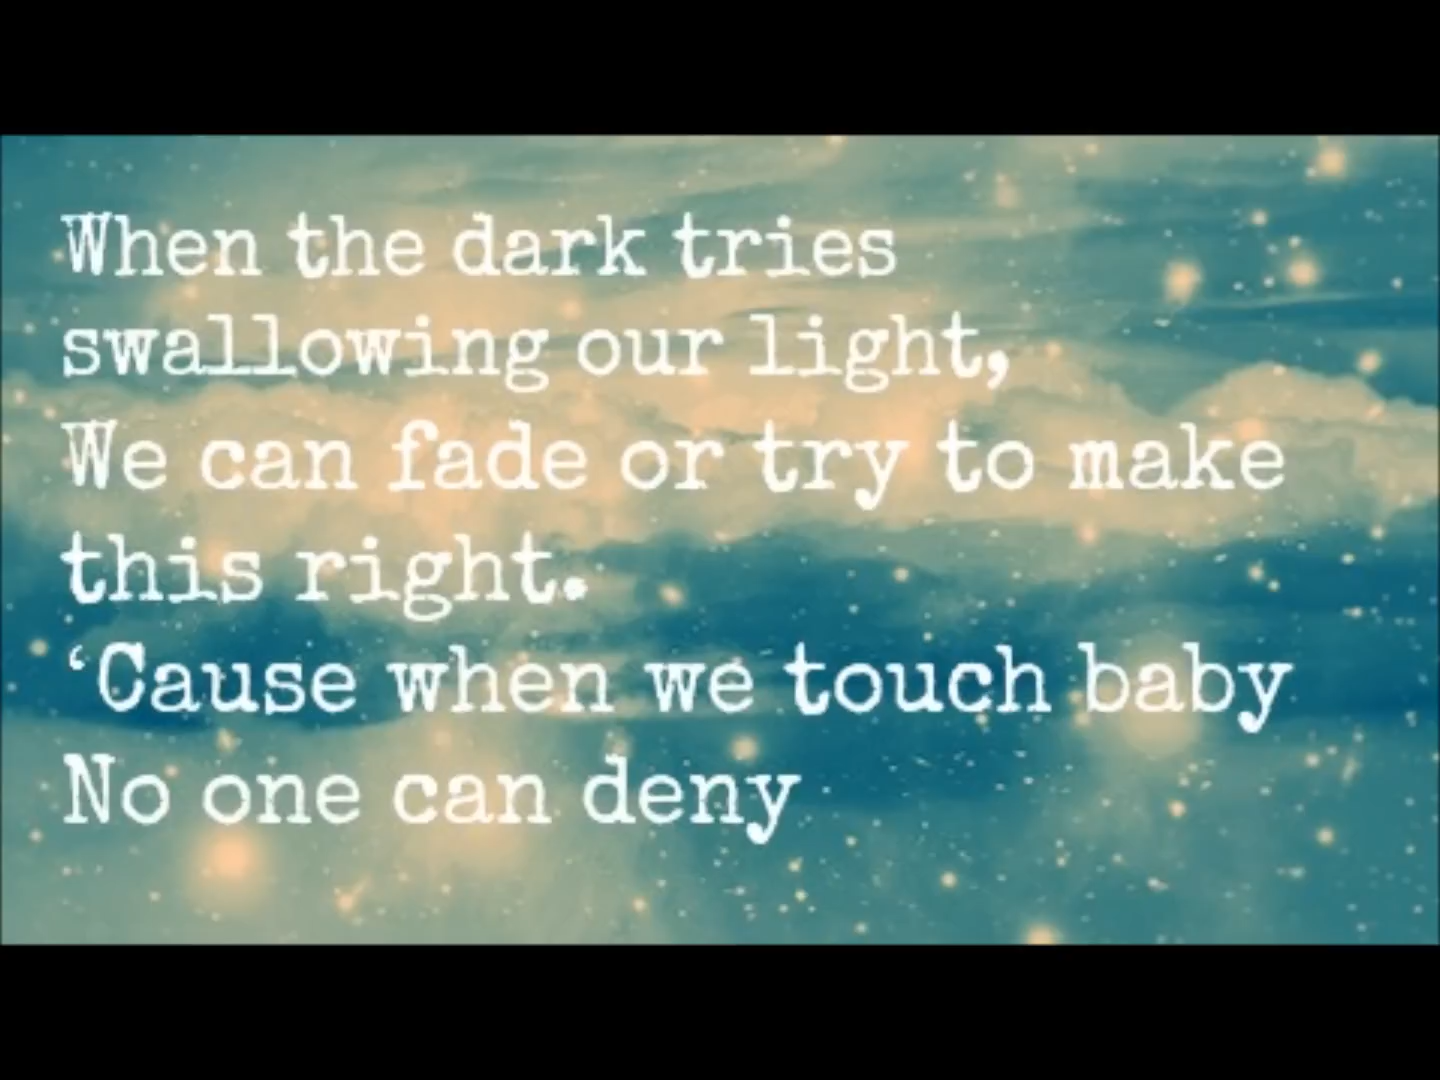 When the dark tries
swallowing our light,
We can fade or try to make
this right.
‘Cause when we touch baby
No one can deny